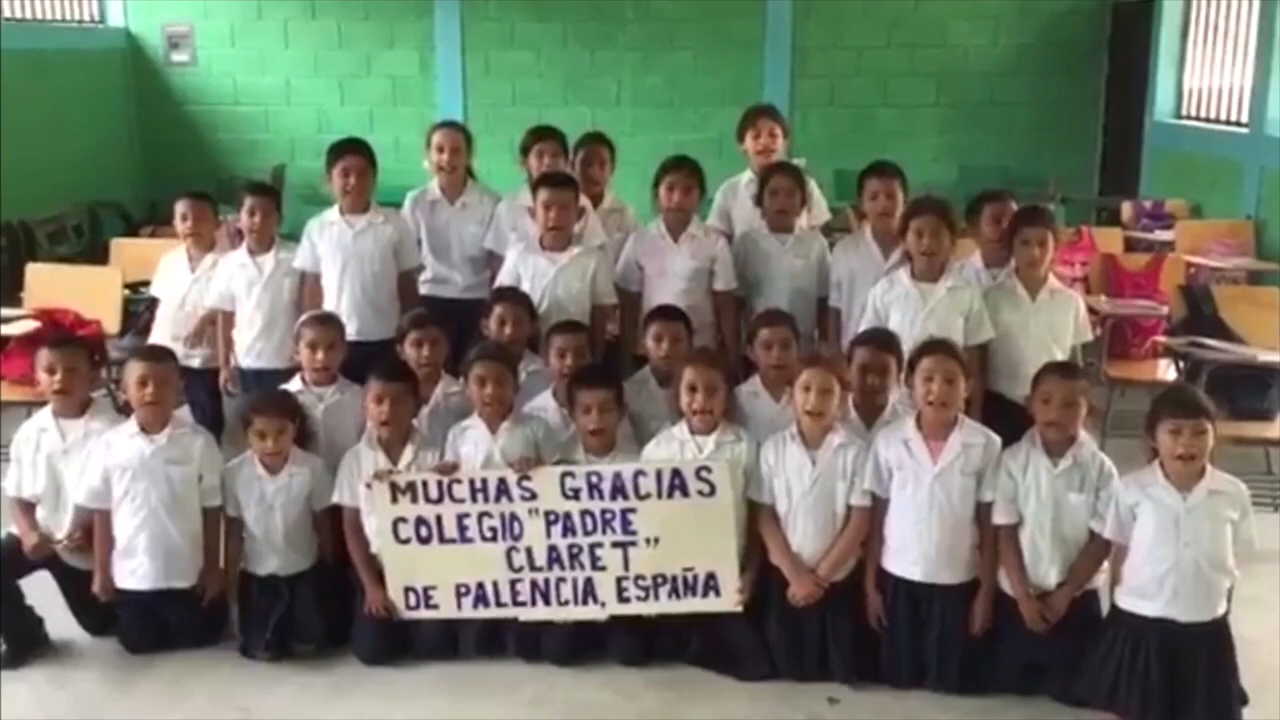 "MUCHAS GRACIAS
COLEGIO "PADRE
CLARET"
DE PALENCIA, ESPAÑA